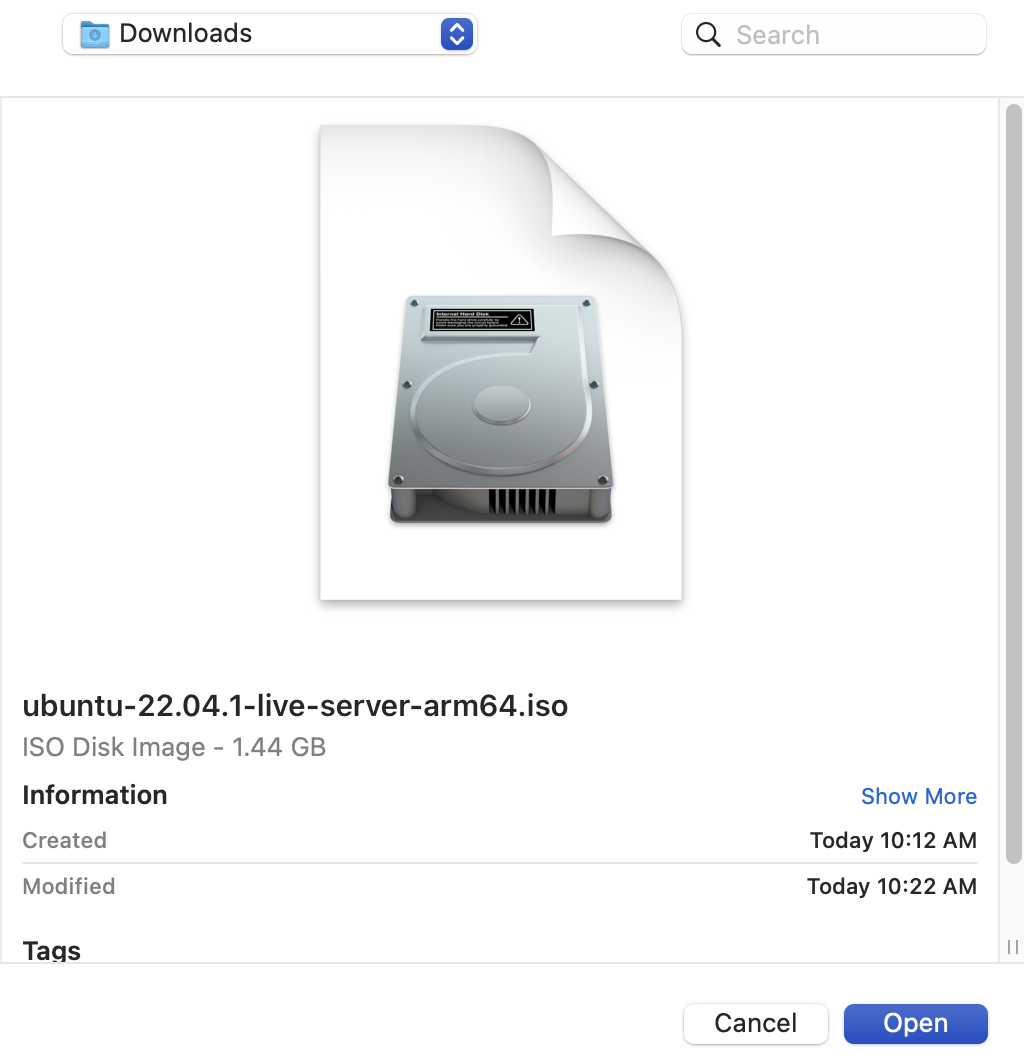 Downloads
Search
Internal Hard Disk
ubuntu-22.04.1-live-server-arm64.iso
ISO Disk Image - 1.44 GB
Information Show More
Created Today 10:12 AM
Modified Today 10:22 AM
Tags
Cancel Open